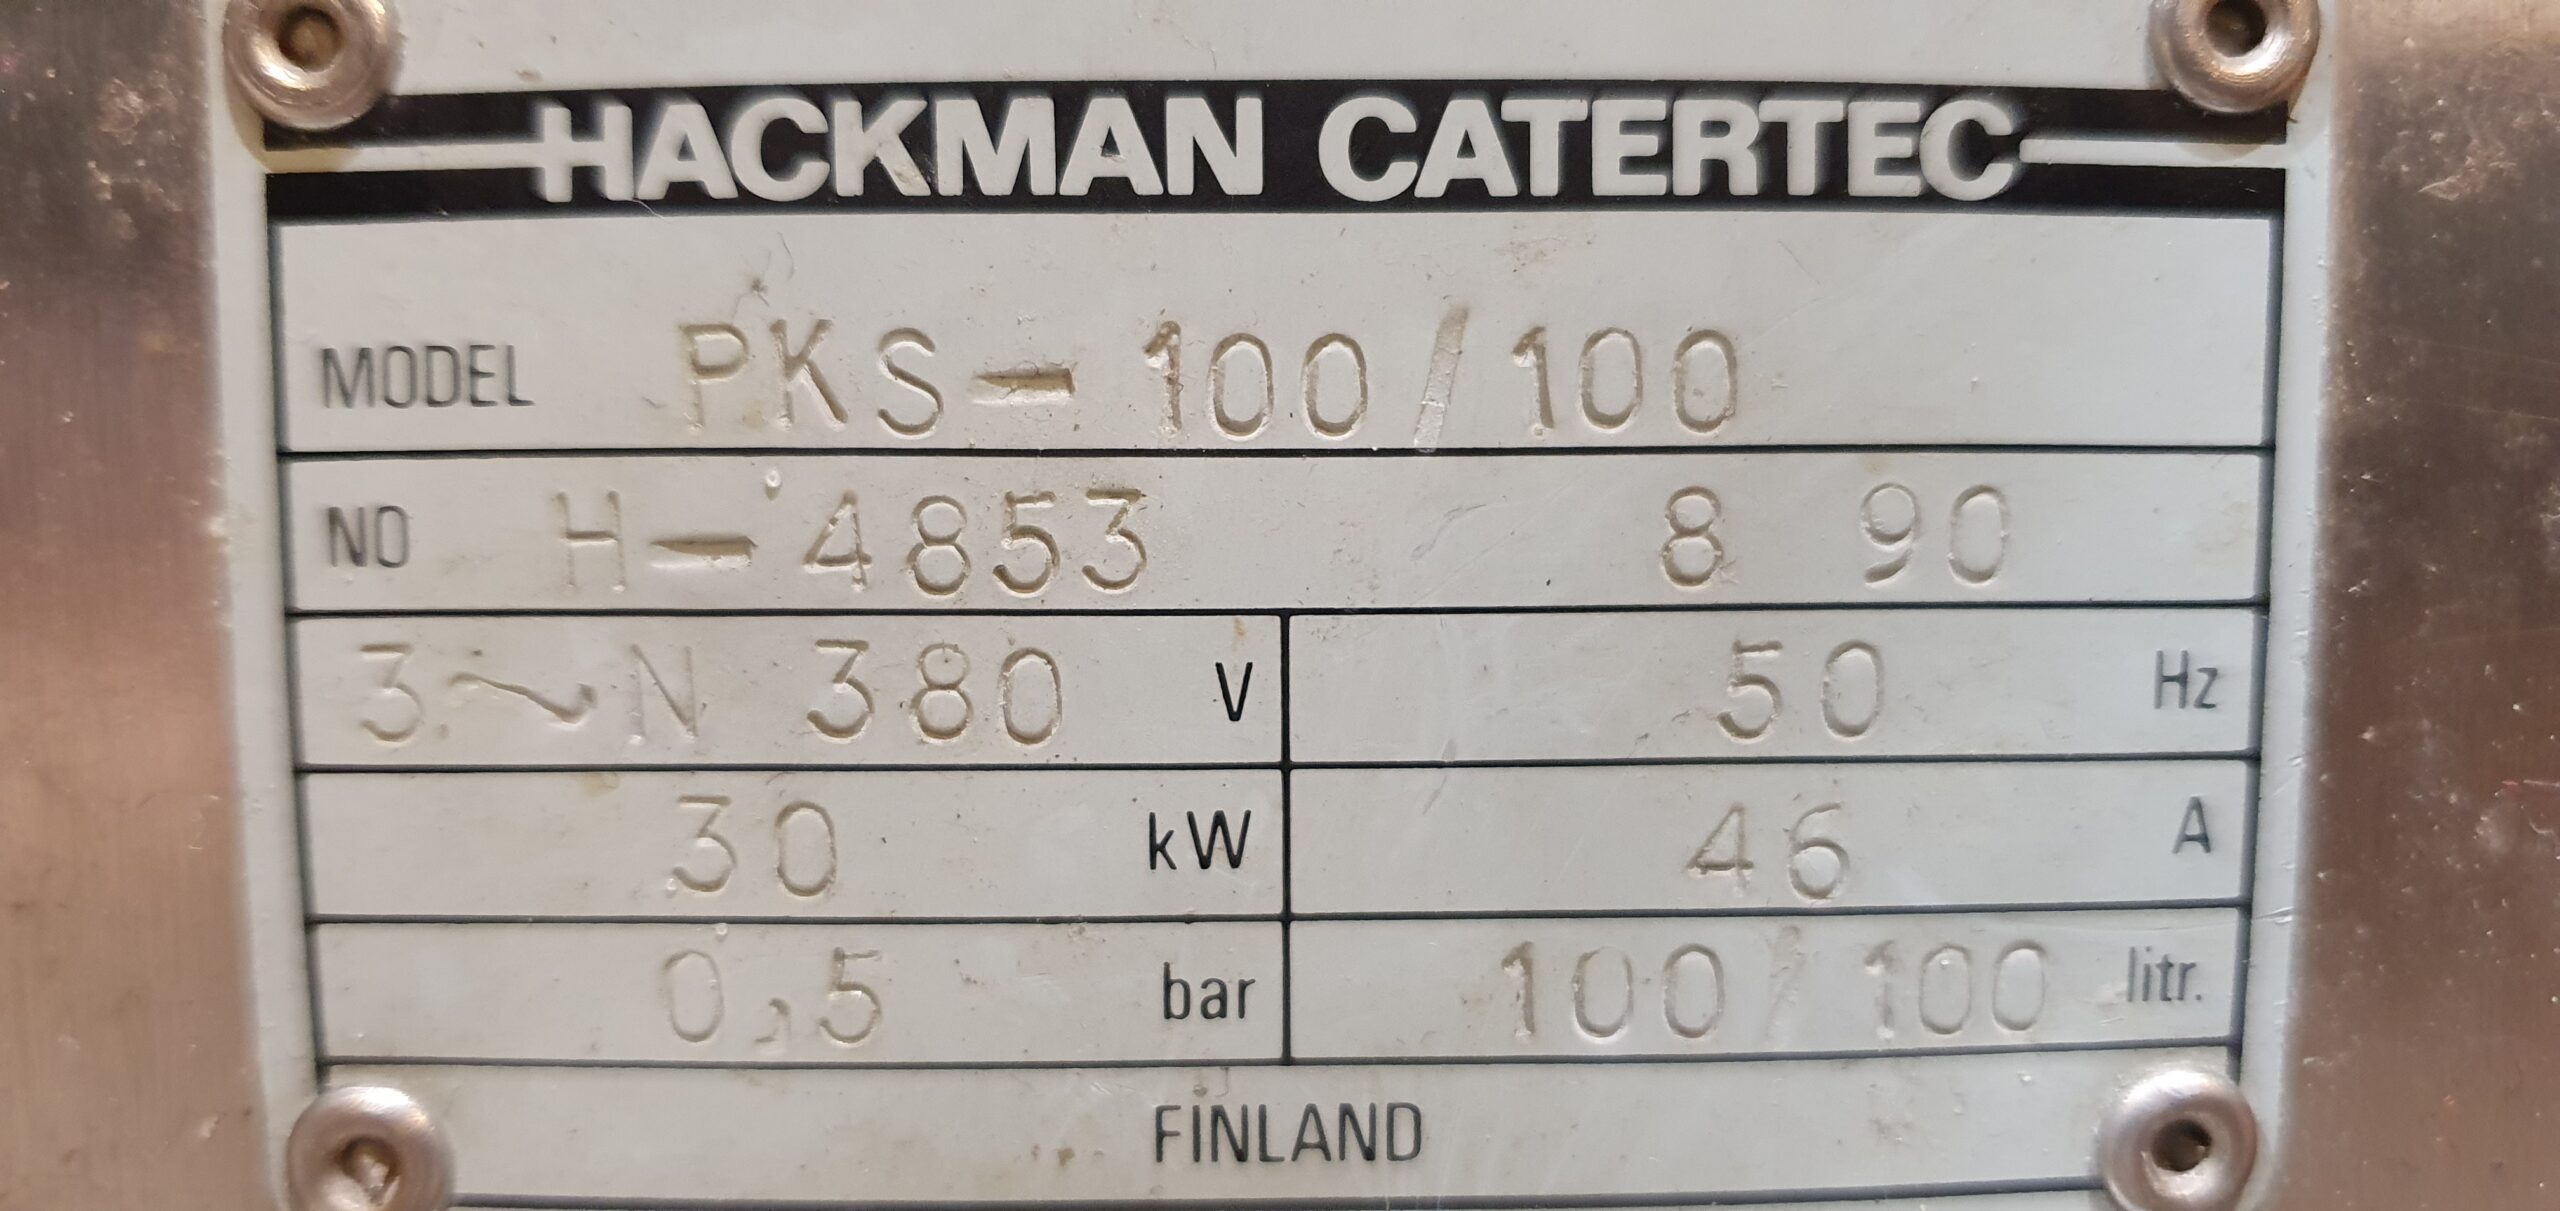 HACKMAN CATERTEC
MODEL PKS-100/100
NO H-4853 8 90
3~N 380 V 50 Hz
30 kW 46 A
0,5 bar 100/100 litr.
FINLAND